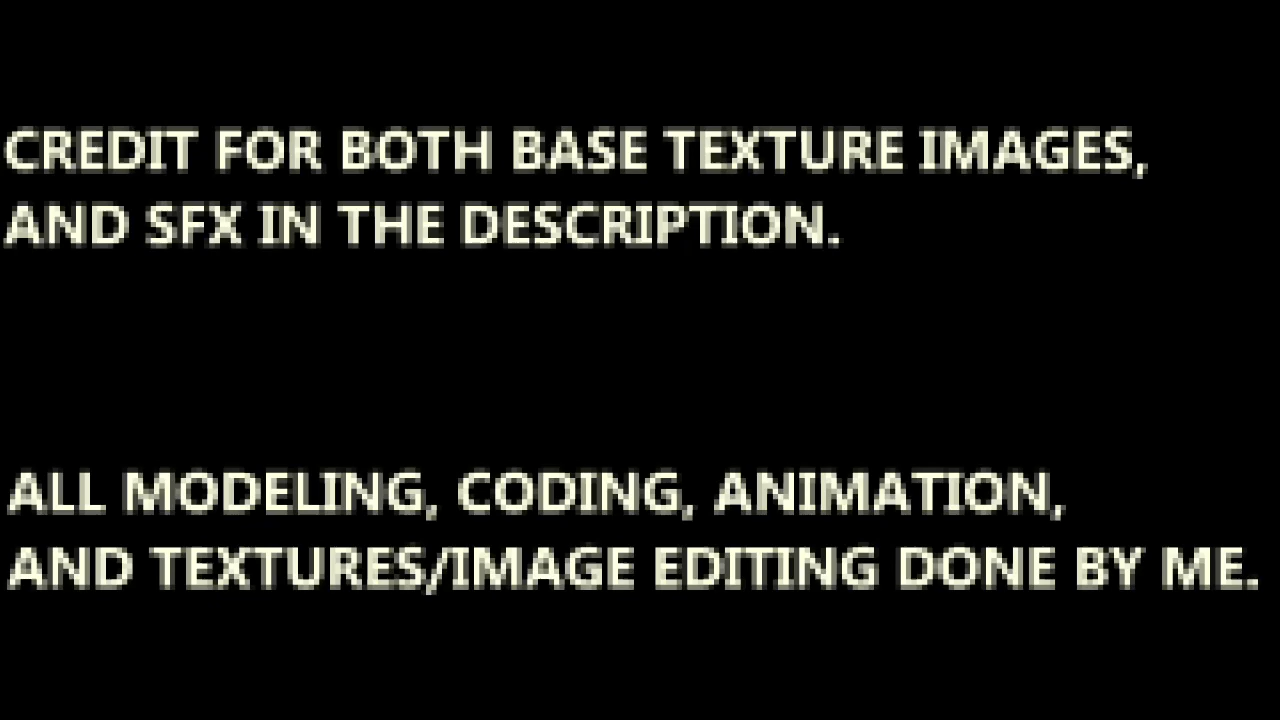 CREDIT FOR BOTH BASE TEXTURE IMAGES,
AND SFX IN THE DESCRIPTION.
ALL MODELING, CODING, ANIMATION,
AND TEXTURES/IMAGE EDITING DONE BY ME.